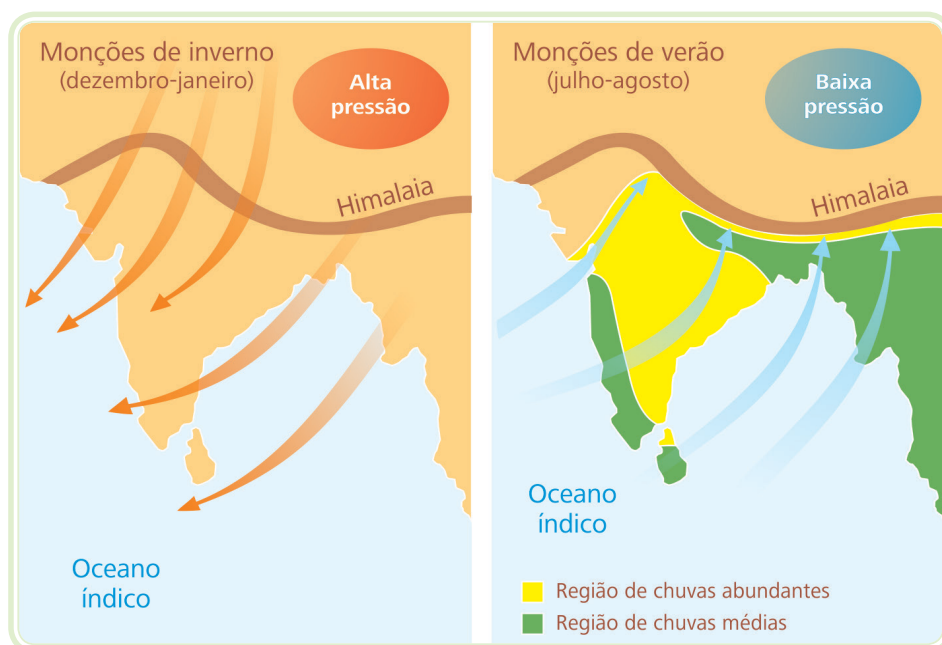 Monções de inverno
(dezembro-janeiro)
Alta
pressão
Himalaia
Oceano
índico
Monções de verão
(julho-agosto)
Baixa
pressão
Himalaia
Oceano
índico
Região de chuvas abundantes
Região de chuvas médias